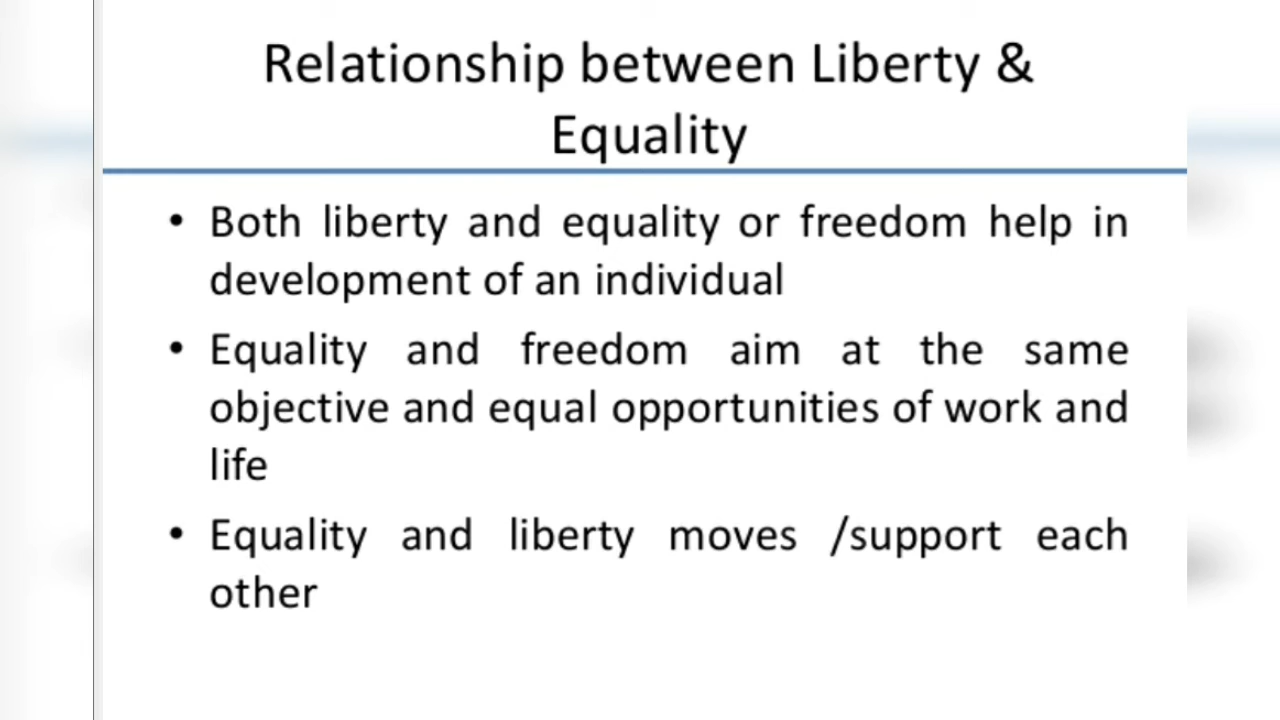 Relationship between Liberty &
Equality
• Both liberty and equality or freedom help in
development of an individual
• Equality and freedom aim at the same
objective and equal opportunities of work and
life
• Equality and liberty moves /support each
other